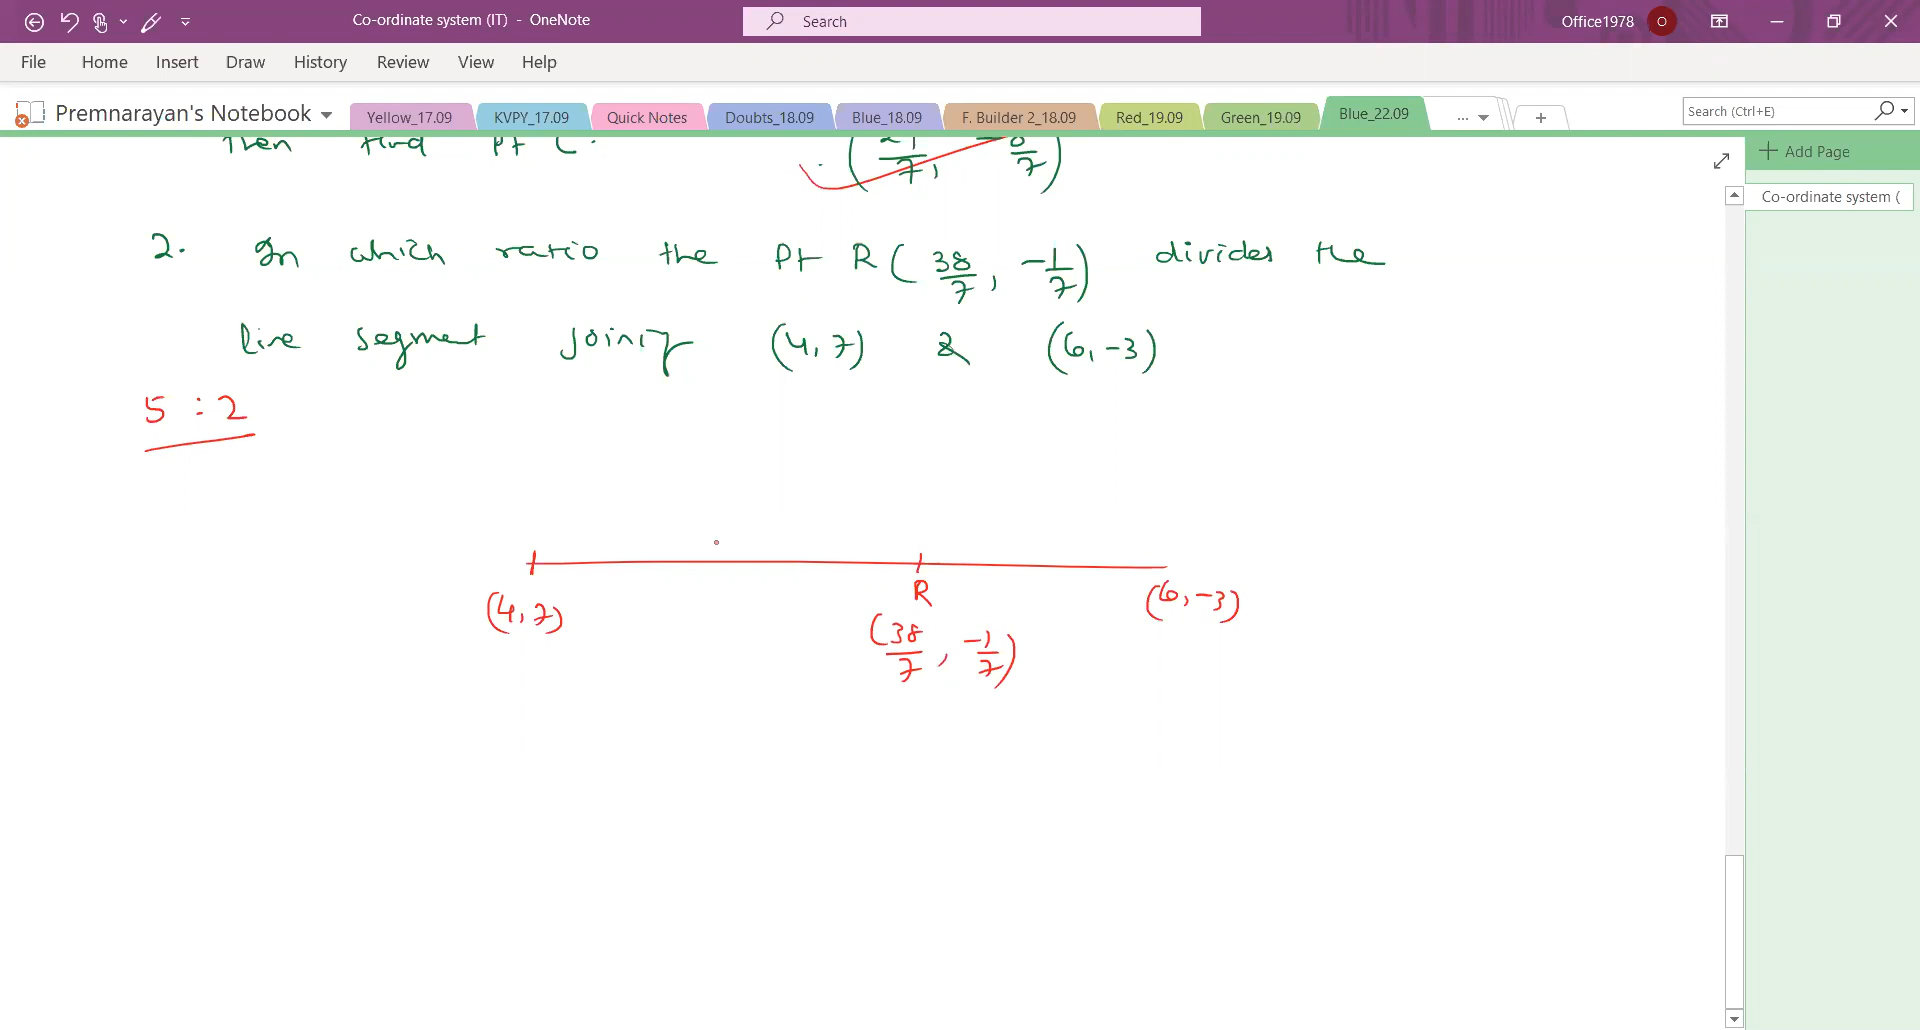 Co-ordinate system (IT) - OneNote
Search
Office1978
O
File Home Insert Draw History Review View Help
Premnarayan's Notebook
Yellow_17.09 KVPY_17.09 Quick Notes Doubts_18.09 Blue_18.09 F. Builder 2_18.09 Red_19.09 Green_19.09 Blue_22.09 ...
Search (Ctrl+E)
Add Page
Co-ordinate system (
then find pt C.
2. In which ratio the Pt R(38/7, -1/7) divides the
line segment joining (4, 7) & (6, -3)
5 : 2
R
(4, 7) (38/7, -1/7) (6, -3)